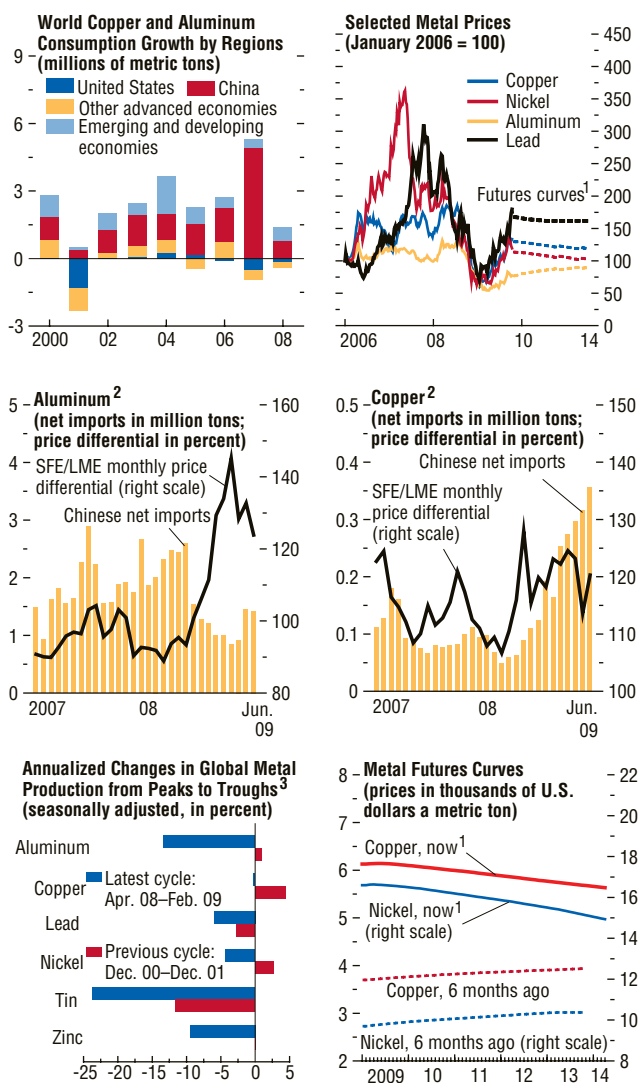 World Copper and Aluminum
Consumption Growth by Regions
(millions of metric tons)
United States
China
Other advanced economies
Emerging and developing
economies
9
6
3
0
-3
2000 02 04 06 08
Selected Metal Prices
(January 2006 = 100)
Copper
Nickel
Aluminum
Lead
Futures curves1
450
400
350
300
250
200
150
100
50
0
2006 08 10 14
Aluminum2
(net imports in million tons;
price differential in percent)
SFE/LME monthly price
differential (right scale)
Chinese net imports
5
4
3
2
1
0
160
140
120
100
80
2007 08 Jun.
09
Copper2
(net imports in million tons;
price differential in percent)
Chinese net imports
SFE/LME monthly
price differential
(right scale)
0.5
0.4
0.3
0.2
0.1
0
150
140
130
120
110
100
2007 08 Jun.
09
Annualized Changes in Global Metal
Production from Peaks to Troughs3
(seasonally adjusted, in percent)
Aluminum
Copper
Lead
Nickel
Tin
Zinc
Latest cycle:
Apr. 08–Feb. 09
Previous cycle:
Dec. 00–Dec. 01
-25 -20 -15 -10 -5 0 5
Metal Futures Curves
(prices in thousands of U.S.
dollars a metric ton)
Copper, now1
Nickel, now1
(right scale)
Copper, 6 months ago
Nickel, 6 months ago (right scale)
8
7
6
5
4
3
2
22
20
18
16
14
12
10
8
2009 10 11 12 13 14